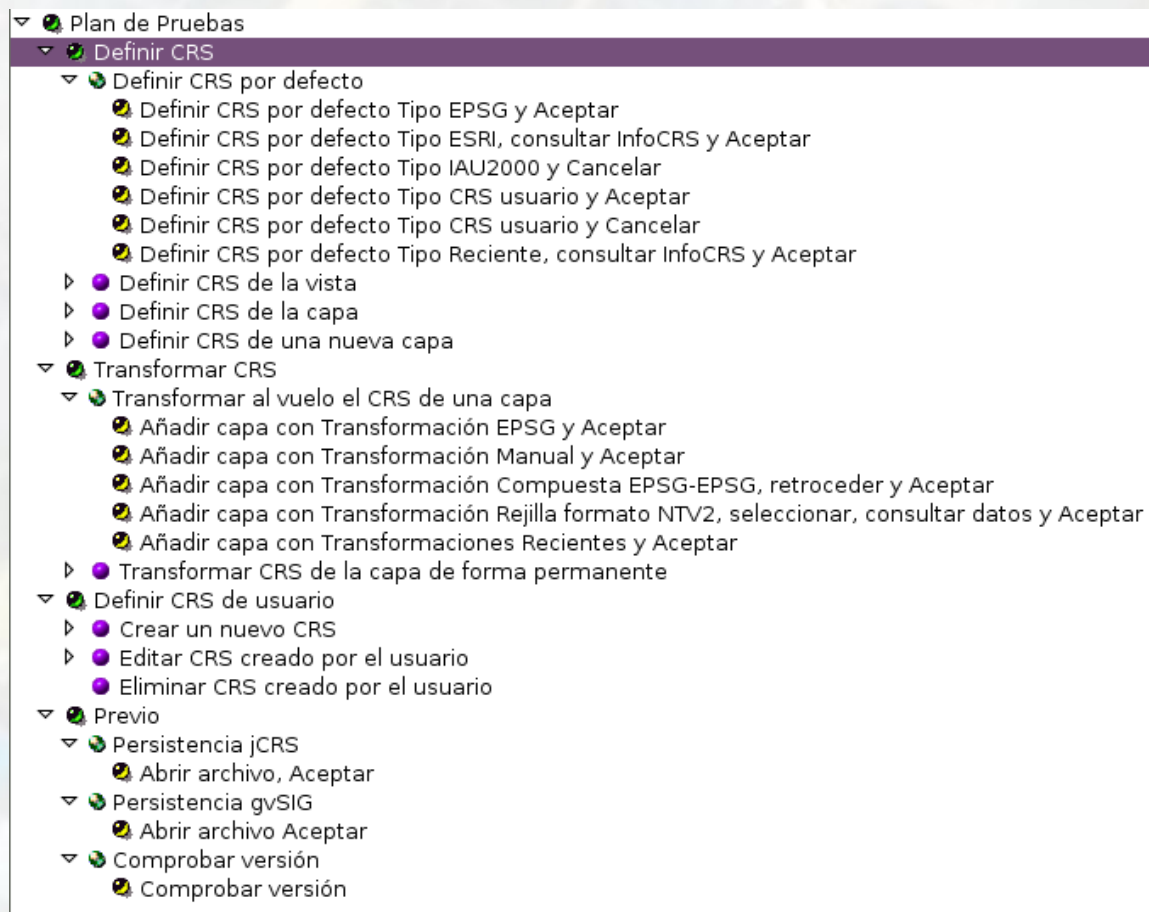 Plan de Pruebas
Definir CRS
Definir CRS por defecto
Definir CRS por defecto Tipo EPSG y Aceptar
Definir CRS por defecto Tipo ESRI, consultar InfoCRS y Aceptar
Definir CRS por defecto Tipo IAU2000 y Cancelar
Definir CRS por defecto Tipo CRS usuario y Aceptar
Definir CRS por defecto Tipo CRS usuario y Cancelar
Definir CRS por defecto Tipo Reciente, consultar InfoCRS y Aceptar
Definir CRS de la vista
Definir CRS de la capa
Definir CRS de una nueva capa
Transformar CRS
Transformar al vuelo el CRS de una capa
Añadir capa con Transformación EPSG y Aceptar
Añadir capa con Transformación Manual y Aceptar
Añadir capa con Transformación Compuesta EPSG-EPSG, retroceder y Aceptar
Añadir capa con Transformación Rejilla formato NTV2, seleccionar, consultar datos y Aceptar
Añadir capa con Transformaciones Recientes y Aceptar
Transformar CRS de la capa de forma permanente
Definir CRS de usuario
Crear un nuevo CRS
Editar CRS creado por el usuario
Eliminar CRS creado por el usuario
Previo
Persistencia jCRS
Abrir archivo, Aceptar
Persistencia gvSIG
Abrir archivo Aceptar
Comprobar versión
Comprobar versión